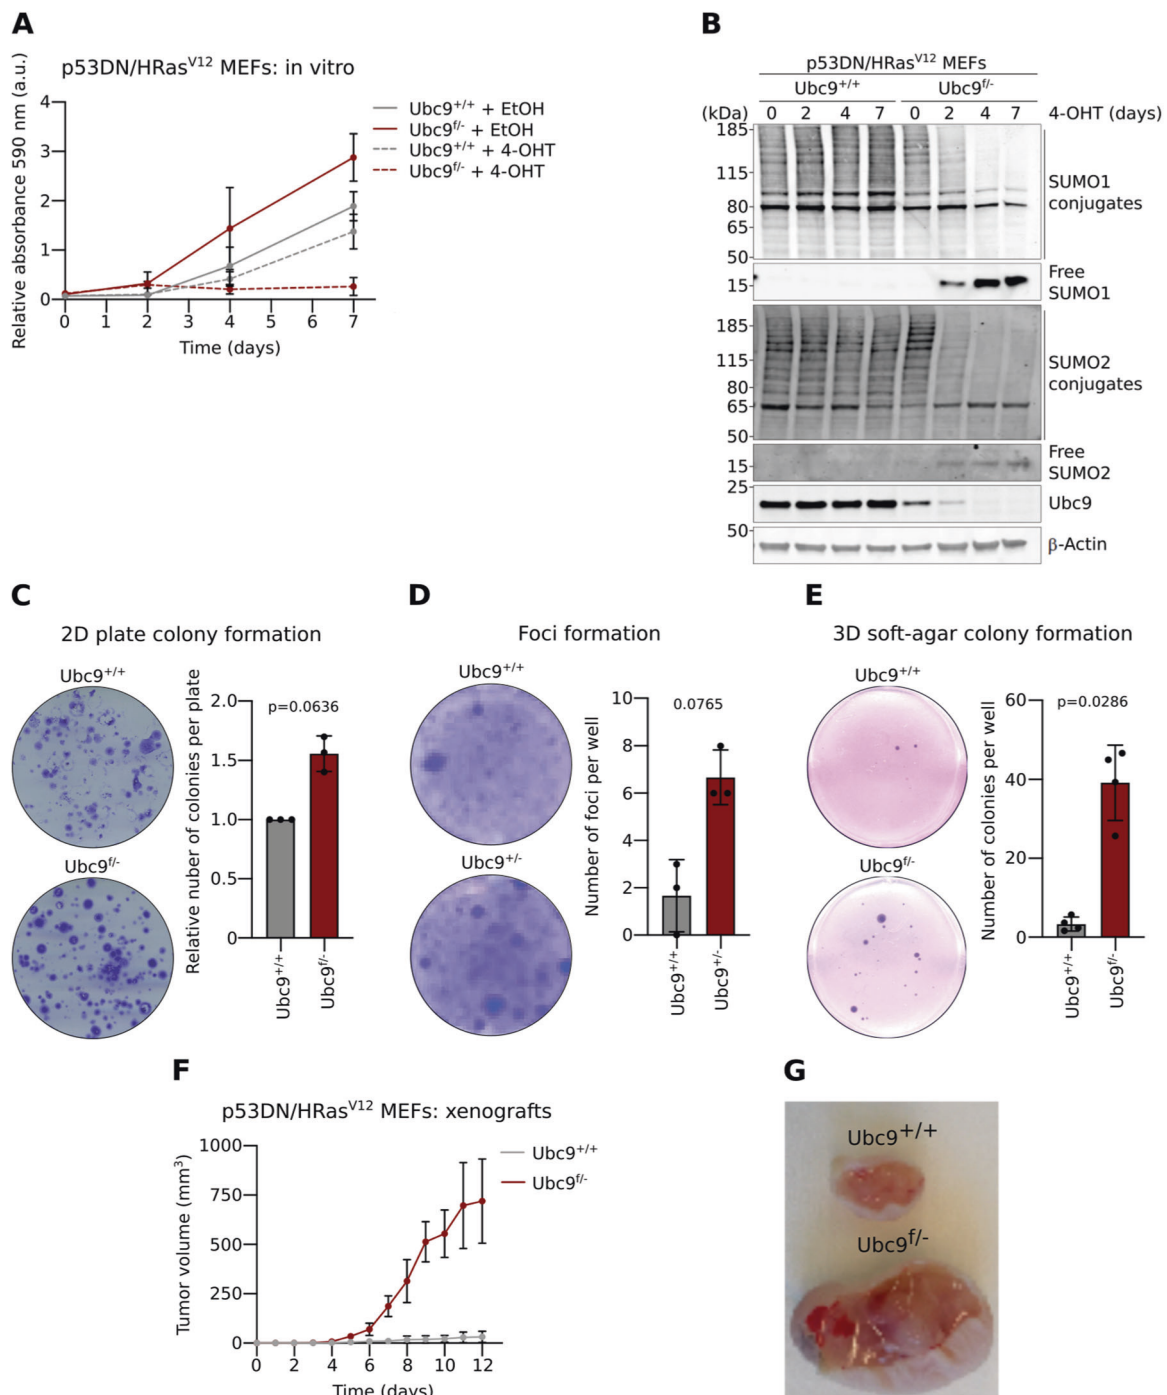 A
p53DN/HRasV12 MEFs: in vitro
Relative absorbance 590 nm (a.u.)
4
3
2
1
0
0 1 2 3 4 5 6 7
Time (days)
Ubc9+/+ + EtOH
Ubc9f/- + EtOH
Ubc9+/+ + 4-OHT
Ubc9f/- + 4-OHT
B
p53DN/HRasV12 MEFs
Ubc9+/+ Ubc9f/-
(kDa) 0 2 4 7 0 2 4 7 4-OHT (days)
185
115
80
65
50
SUMO1
conjugates
15
Free
SUMO1
185
115
80
65
50
SUMO2
conjugates
15
Free
SUMO2
25
Ubc9
50
β-Actin
C
2D plate colony formation
Ubc9+/+
Ubc9f/-
Relative nuber of colonies per plate
2.0
1.5
1.0
0.5
0
p=0.0636
Ubc9+/+
Ubc9f/-
D
Foci formation
Ubc9+/+
Ubc9+/-
Number of foci per well
10
8
6
4
2
0
0.0765
Ubc9+/+
Ubc9+/-
E
3D soft-agar colony formation
Ubc9+/+
Ubc9f/-
Number of colonies per well
60
40
20
0
p=0.0286
Ubc9+/+
Ubc9f/-
F
p53DN/HRasV12 MEFs: xenografts
Tumor volume (mm3)
1000
750
500
250
0
0 2 4 6 8 10 12
Time (days)
Ubc9+/+
Ubc9f/-
G
Ubc9+/+
Ubc9f/-